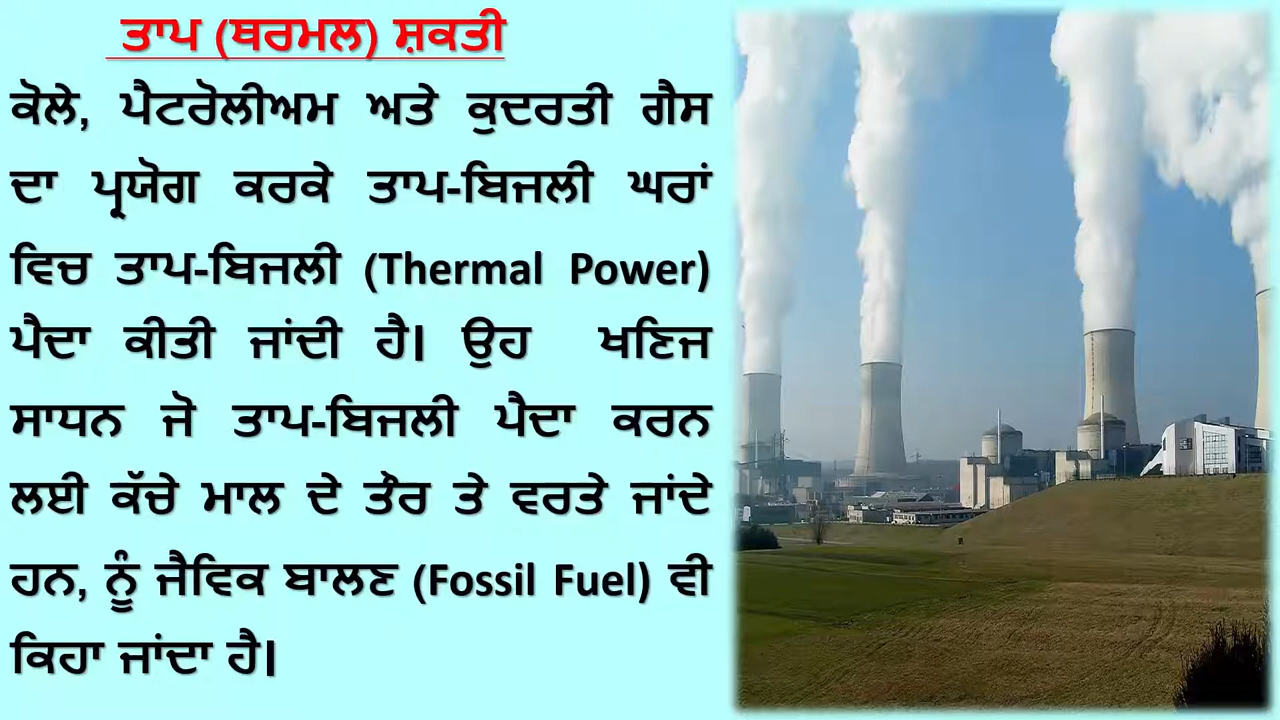 ਤਾਪ (ਥਰਮਲ) ਸ਼ਕਤੀ
ਕੋਲੇ, ਪੈਟਰੋਲੀਅਮ ਅਤੇ ਕੁਦਰਤੀ ਗੈਸ
ਦਾ ਪ੍ਰਯੋਗ ਕਰਕੇ ਤਾਪ-ਬਿਜਲੀ ਘਰਾਂ
ਵਿਚ ਤਾਪ-ਬਿਜਲੀ (Thermal Power)
ਪੈਦਾ ਕੀਤੀ ਜਾਂਦੀ ਹੈ। ਉਹ ਖਣਿਜ
ਸਾਧਨ ਜੋ ਤਾਪ-ਬਿਜਲੀ ਪੈਦਾ ਕਰਨ
ਲਈ ਕੱਚੇ ਮਾਲ ਦੇ ਤੌਰ ਤੇ ਵਰਤੇ ਜਾਂਦੇ
ਹਨ, ਨੂੰ ਜੈਵਿਕ ਬਾਲਣ (Fossil Fuel) ਵੀ
ਕਿਹਾ ਜਾਂਦਾ ਹੈ।